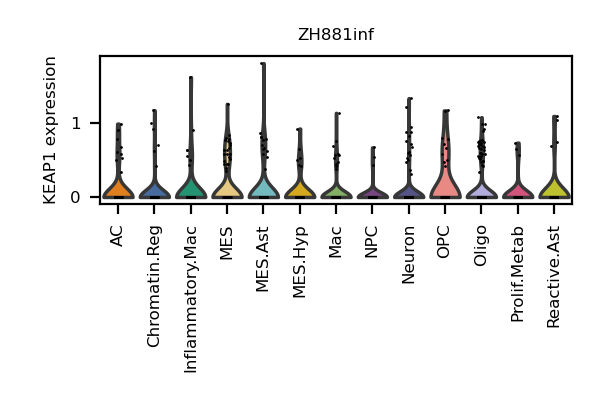 ZH881inf
KEAP1 expression
1
0
AC
Chromatin.Reg
Inflammatory.Mac
MES
MES.Ast
MES.Hyp
Mac
NPC
Neuron
OPC
Oligo
Prolif.Metab
Reactive.Ast